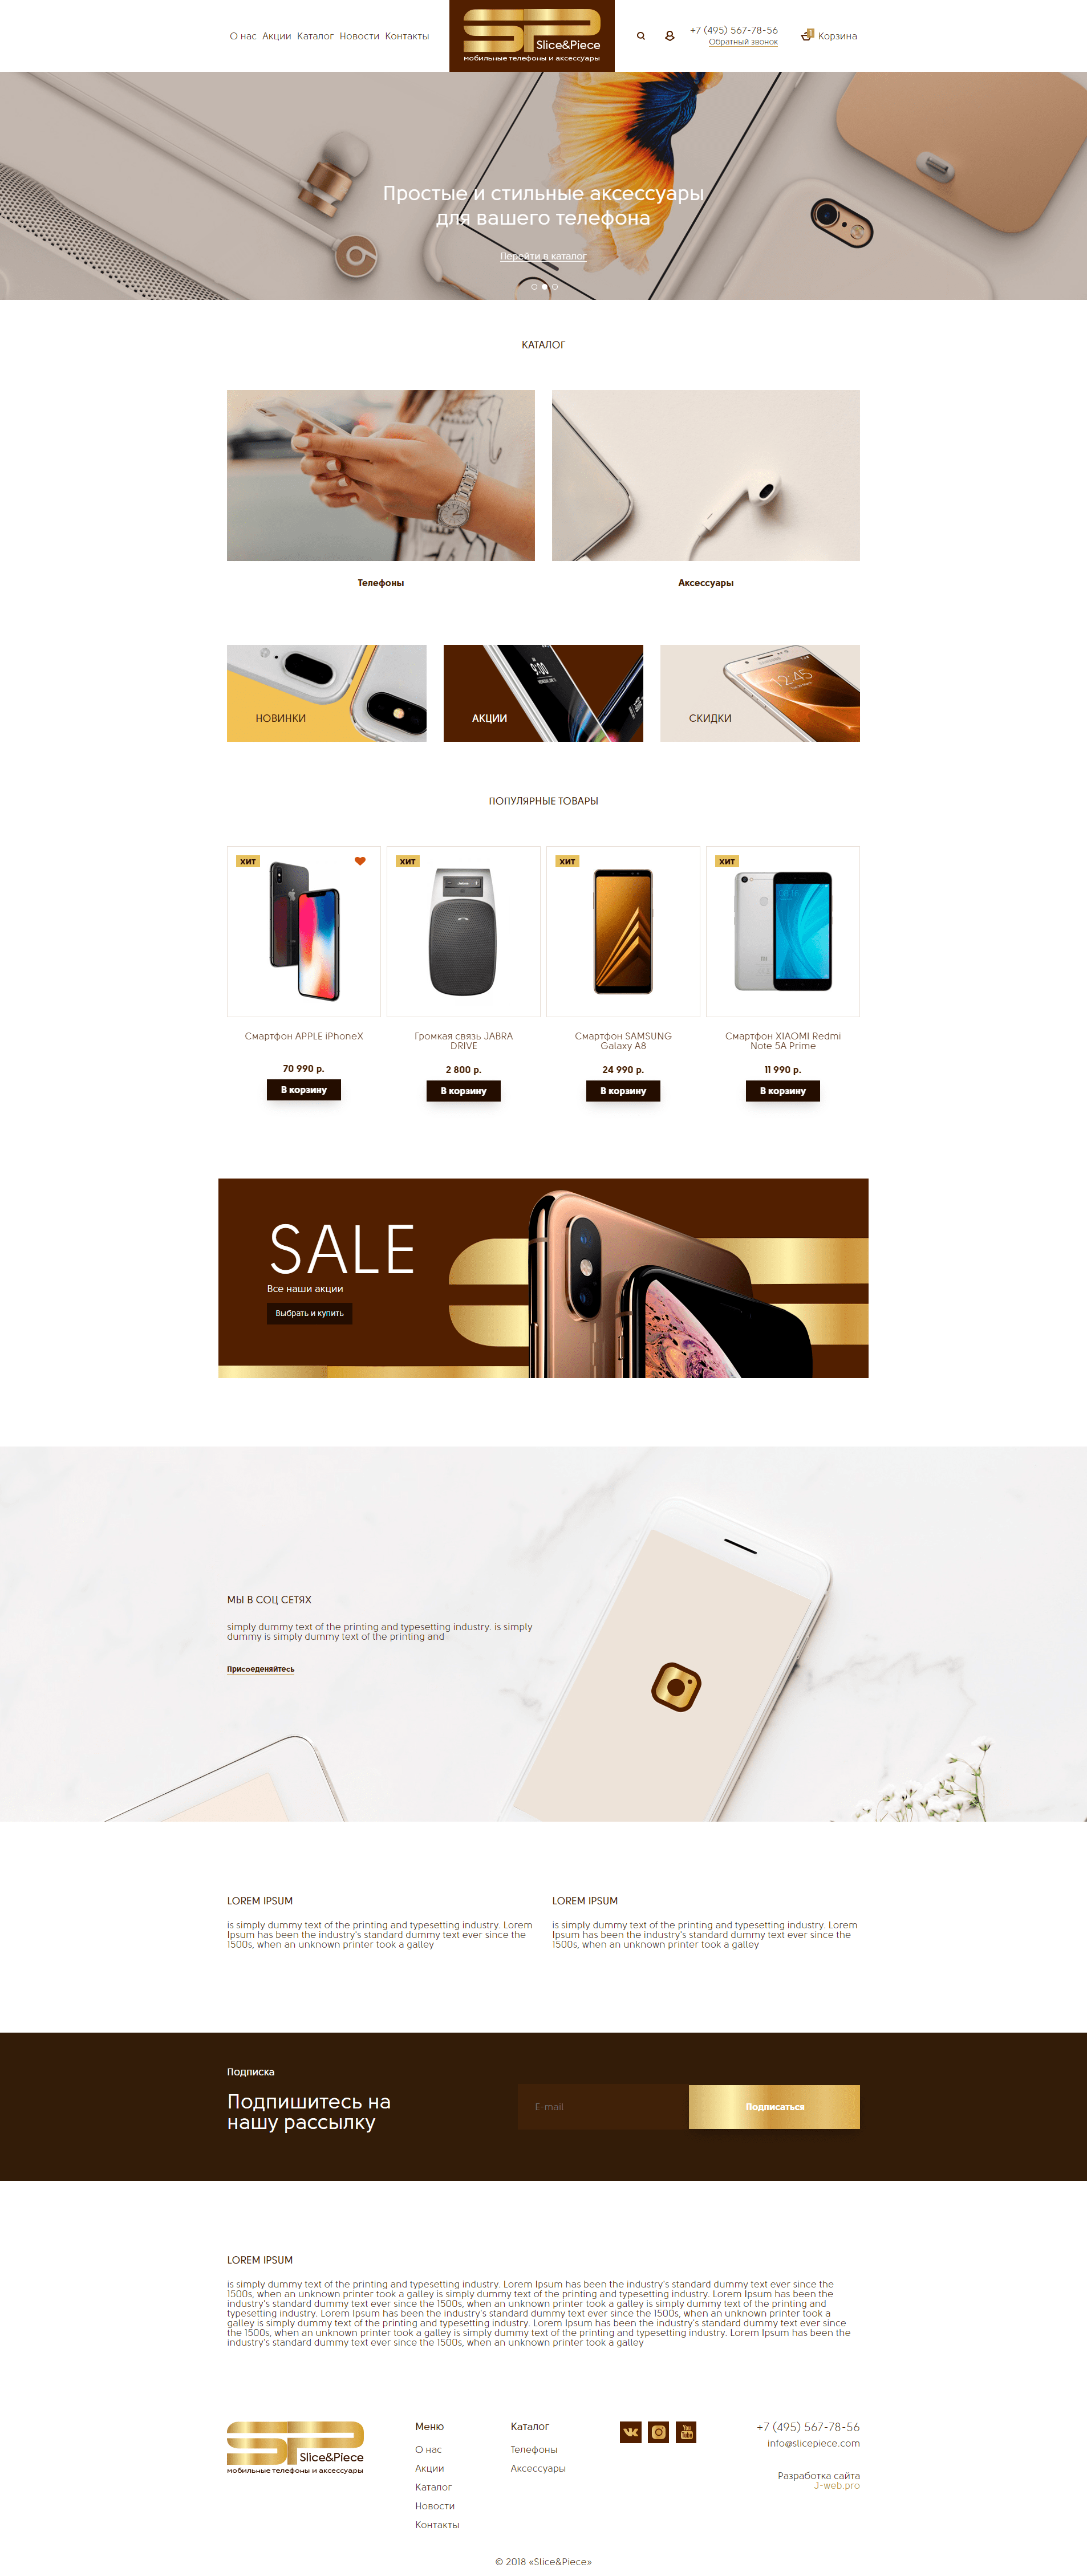 О нас Акции Каталог Новости Контакты
Slice&Piece
мобильные телефоны и аксессуары
+7 (495) 567-78-56
Обратный звонок
Корзина
Простые и стильные аксессуары
для вашего телефона
Перейти в каталог
КАТАЛОГ
Телефоны
Аксессуары
НОВИНКИ
АКЦИИ
СКИДКИ
9:00
12:45
ПОПУЛЯРНЫЕ ТОВАРЫ
ХИТ
ХИТ
ХИТ
ХИТ
Смартфон APPLE iPhoneX
70 990 р.
В корзину
Громкая связь JABRA
DRIVE
2 800 р.
В корзину
Смартфон SAMSUNG
Galaxy A8
24 990 р.
В корзину
Смартфон XIAOMI Redmi
Note 5A Prime
11 990 р.
В корзину
SALE
Все наши акции
Выбрать и купить
МЫ В СОЦ СЕТЯХ
simply dummy text of the printing and typesetting industry. is simply
dummy is simply dummy text of the printing and
Присоеденяйтесь
LOREM IPSUM
is simply dummy text of the printing and typesetting industry. Lorem
Ipsum has been the industry's standard dummy text ever since the
1500s, when an unknown printer took a galley
LOREM IPSUM
is simply dummy text of the printing and typesetting industry. Lorem
Ipsum has been the industry's standard dummy text ever since the
1500s, when an unknown printer took a galley
Подписка
Подпишитесь на
нашу рассылку
E-mail
Подписаться
LOREM IPSUM
is simply dummy text of the printing and typesetting industry. Lorem Ipsum has been the industry's standard dummy text ever since the
1500s, when an unknown printer took a galley is simply dummy text of the printing and typesetting industry. Lorem Ipsum has been the
industry's standard dummy text ever since the 1500s, when an unknown printer took a galley is simply dummy text of the printing and
typesetting industry. Lorem Ipsum has been the industry's standard dummy text ever since the 1500s, when an unknown printer took a
galley is simply dummy text of the printing and typesetting industry. Lorem Ipsum has been the industry's standard dummy text ever since
the 1500s, when an unknown printer took a galley is simply dummy text of the printing and typesetting industry. Lorem Ipsum has been the
industry's standard dummy text ever since the 1500s, when an unknown printer took a galley
Slice&Piece
мобильные телефоны и аксессуары
Меню
О нас
Акции
Каталог
Новости
Контакты
Каталог
Телефоны
Аксессуары
You Tube
+7 (495) 567-78-56
info@slicepiece.com
Разработка сайта
J-web.pro
© 2018 «Slice&Piece»